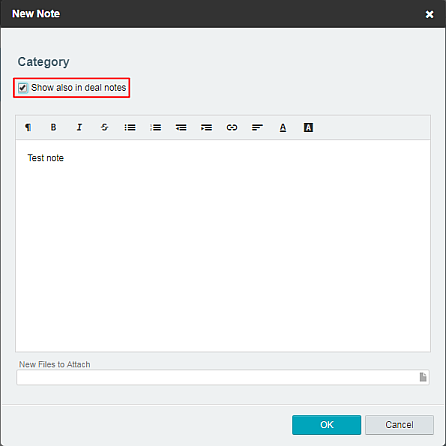 New Note
Category
Show also in deal notes
¶ B I S A A
Test note
New Files to Attach
OK Cancel